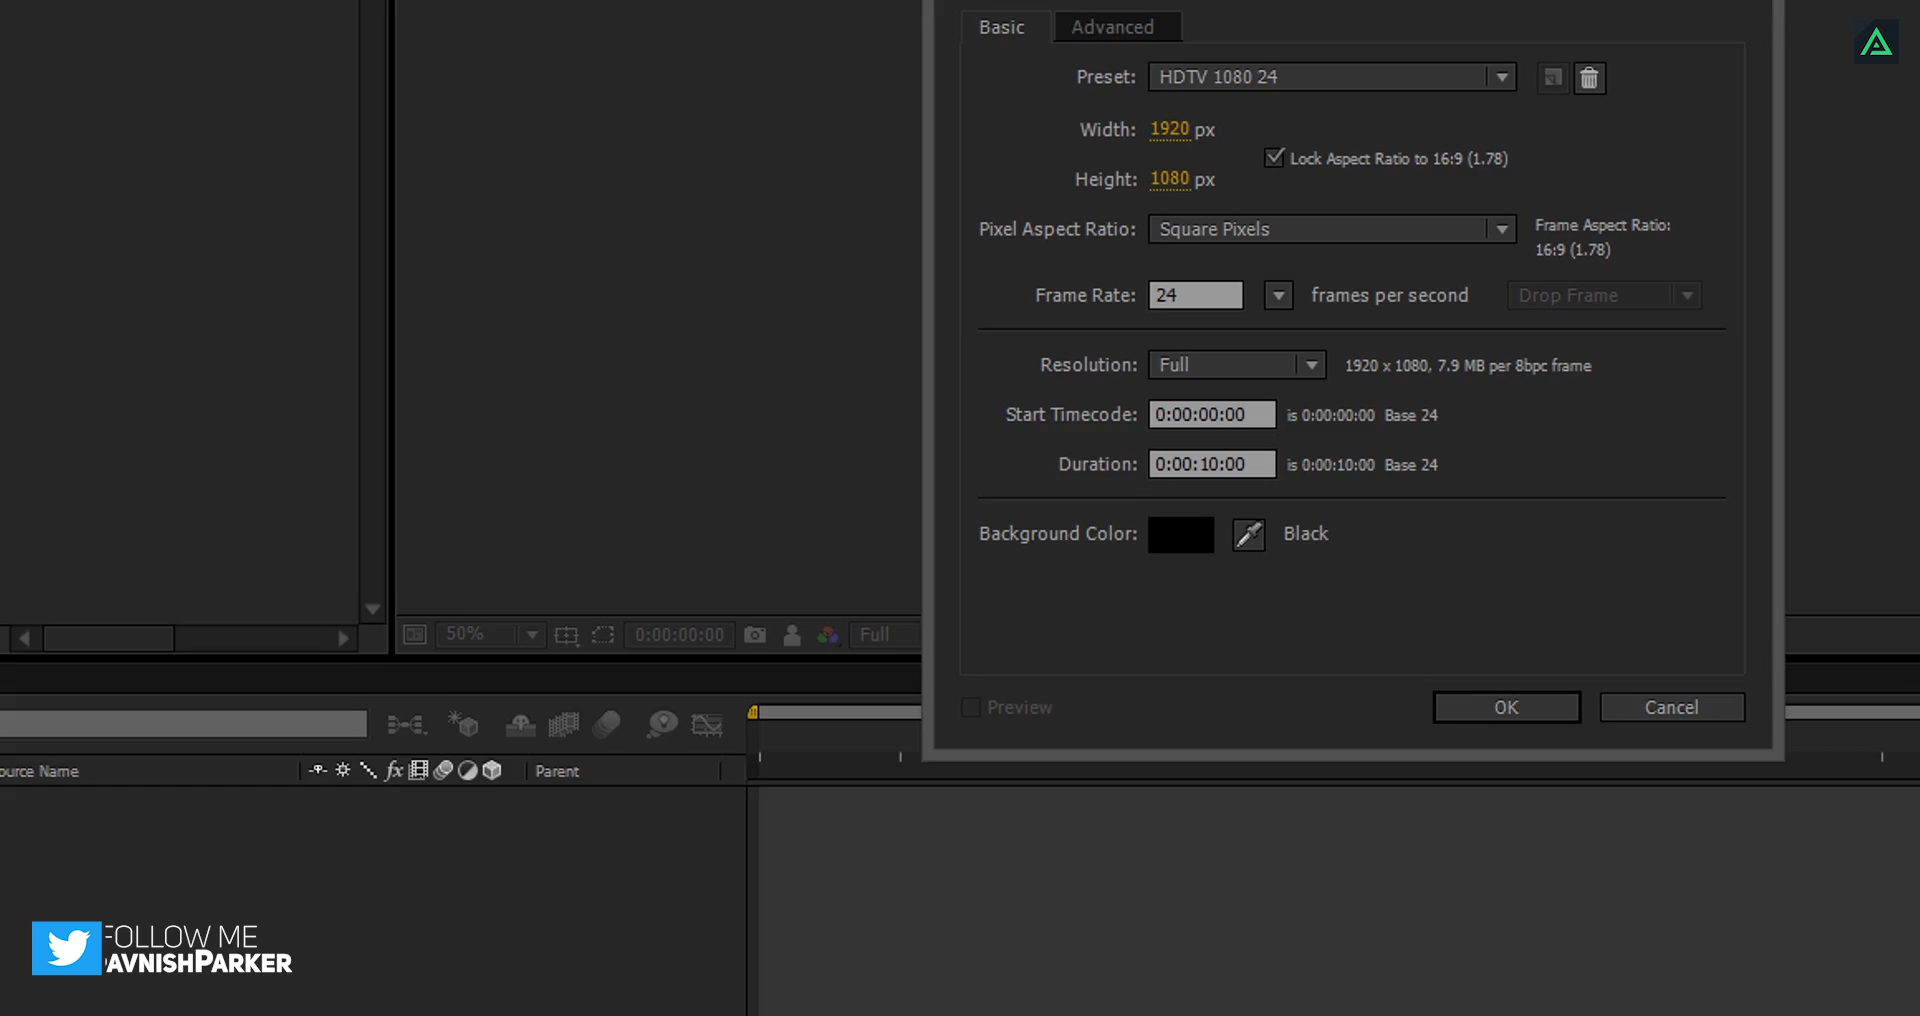 Basic
Advanced
Preset: HDTV 1080 24
Width: 1920 px
Lock Aspect Ratio to 16:9 (1.78)
Height: 1080 px
Pixel Aspect Ratio: Square Pixels
Frame Aspect Ratio:
16:9 (1.78)
Frame Rate: 24 frames per second Drop Frame
Resolution: Full 1920 x 1080, 7.9 MB per 8bpc frame
Start Timecode: 0:00:00:00 is 0:00:00:00 Base 24
Duration: 0:00:10:00 is 0:00:10:00 Base 24
Background Color: Black
50% 0:00:00:00 Full
Preview OK Cancel
ource Name fx Parent
FOLLOW ME
AVNISHPARKER